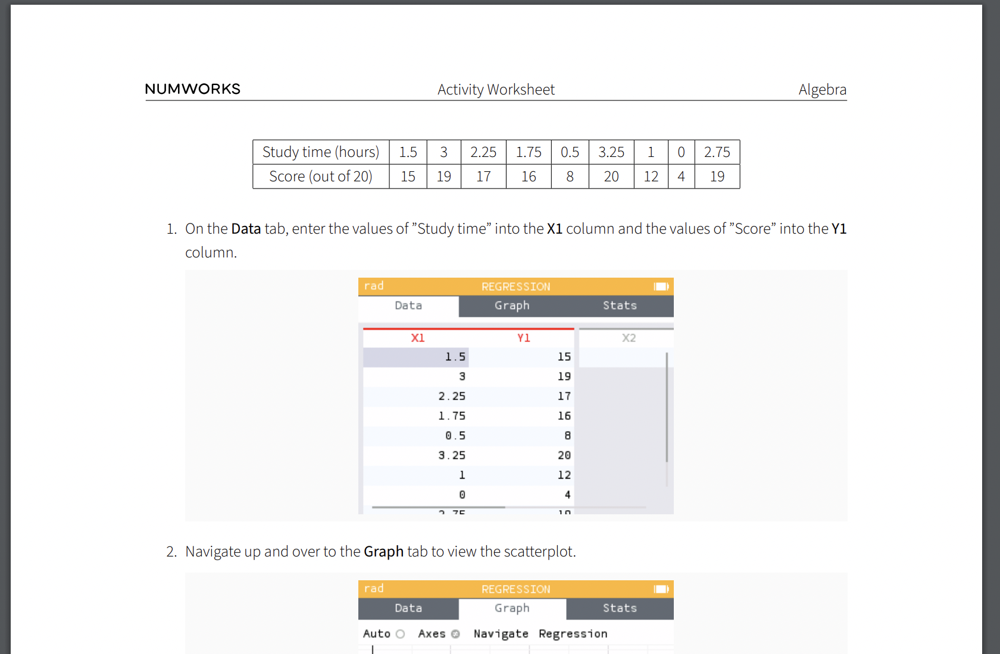 NUMWORKS Activity Worksheet Algebra
Study time (hours) 1.5 3 2.25 1.75 0.5 3.25 1 0 2.75
Score (out of 20) 15 19 17 16 8 20 12 4 19
1. On the Data tab, enter the values of ”Study time” into the X1 column and the values of ”Score” into the Y1
column.
rad REGRESSION
Data Graph Stats
X1 Y1 X2
1.5 15
3 19
2.25 17
1.75 16
0.5 8
3.25 20
1 12
0 4
2.75 19
2. Navigate up and over to the Graph tab to view the scatterplot.
rad REGRESSION
Data Graph Stats
Auto Axes Navigate Regression